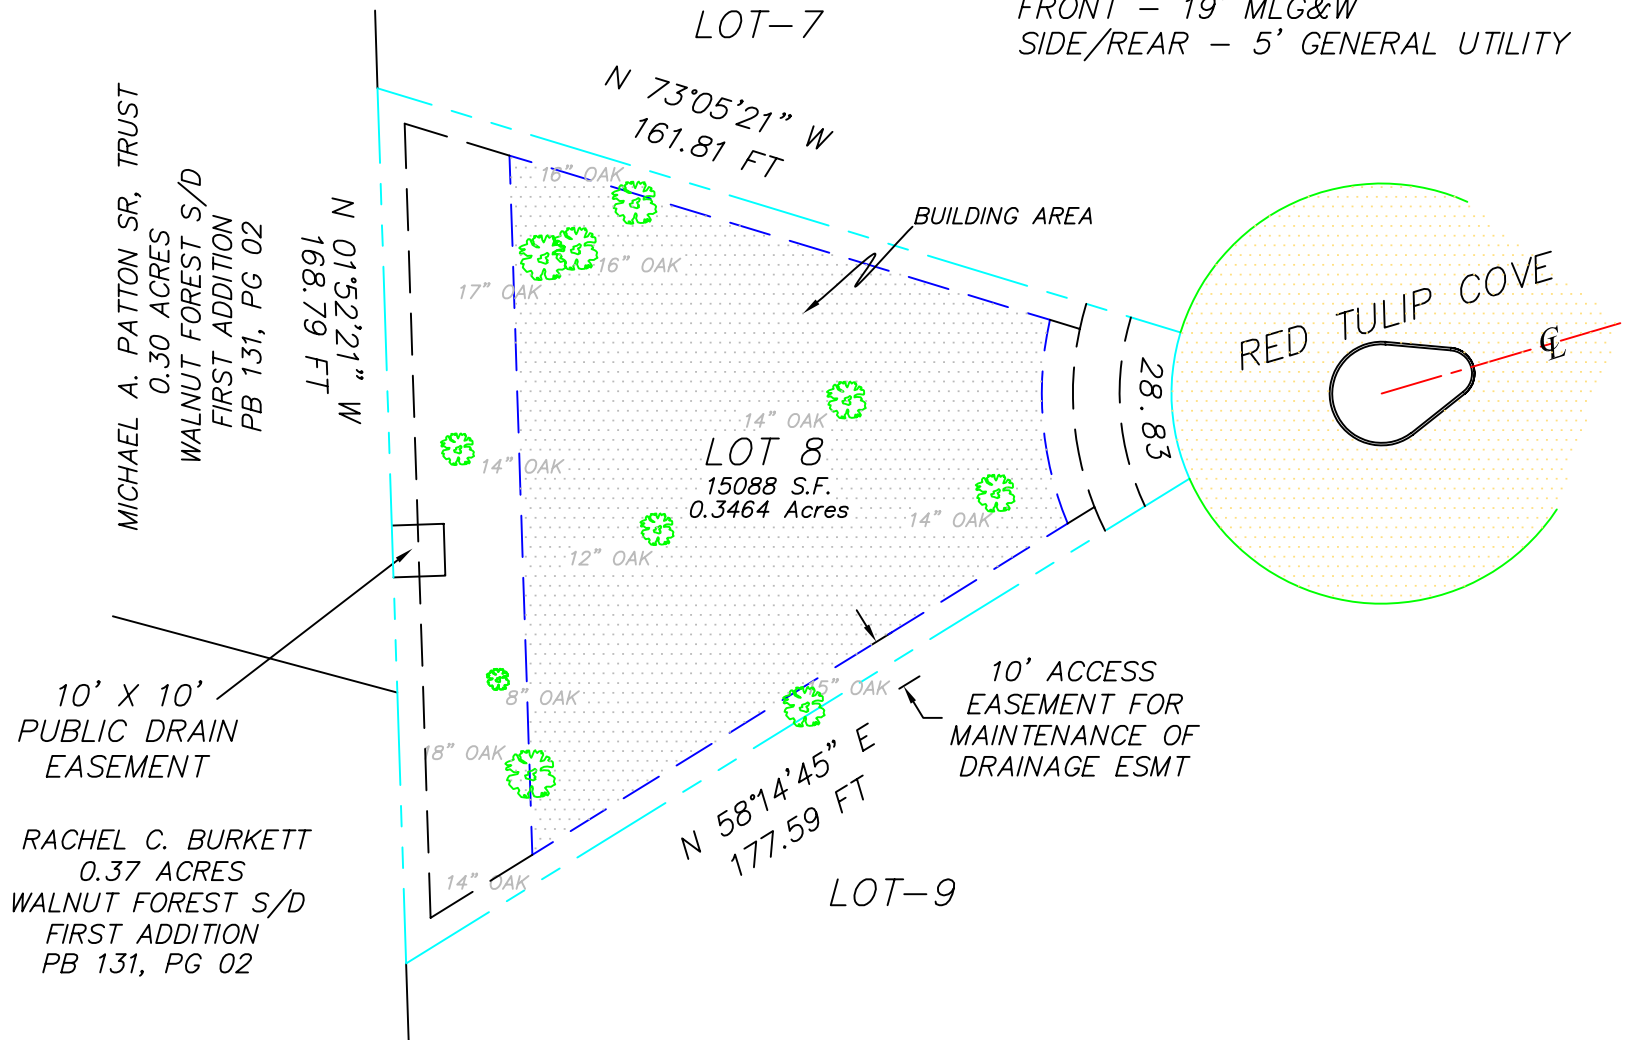 LOT-7
FRONT - 19' MLG&W
SIDE/REAR - 5' GENERAL UTILITY
N 73°05'21" W
161.81 FT
MICHAEL A. PATTON SR, TRUST
0.30 ACRES
WALNUT FOREST S/D
FIRST ADDITION
PB 131, PG 02
N 01°52'21" W
168.79 FT
16" OAK
16" OAK
17" OAK
BUILDING AREA
RED TULIP COVE
CL
28.83
14" OAK
LOT 8
15088 S.F.
0.3464 Acres
14" OAK
14" OAK
12" OAK
10' X 10'
PUBLIC DRAIN
EASEMENT
8" OAK
15" OAK
18" OAK
10' ACCESS
EASEMENT FOR
MAINTENANCE OF
DRAINAGE ESMT
N 58°14'45" E
177.59 FT
RACHEL C. BURKETT
0.37 ACRES
WALNUT FOREST S/D
FIRST ADDITION
PB 131, PG 02
14" OAK
LOT-9